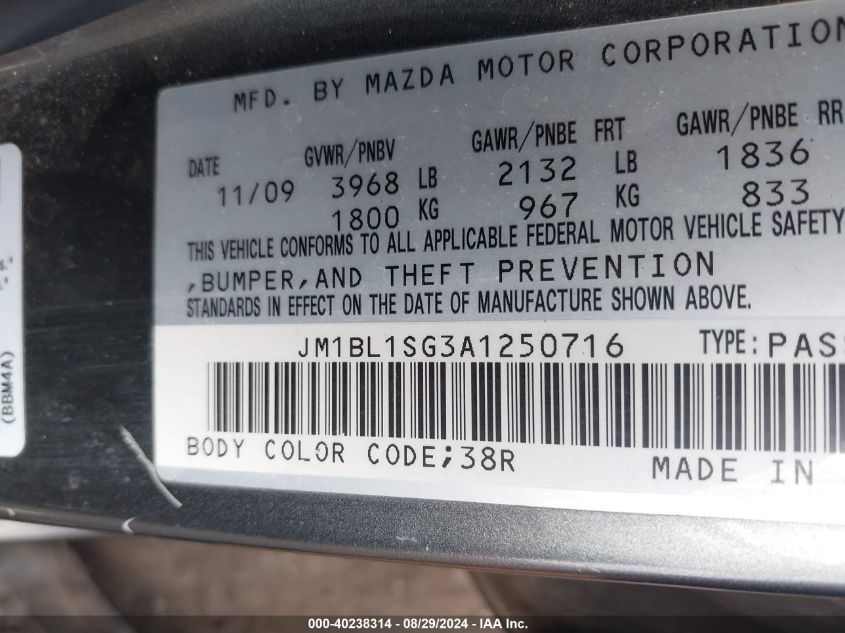 MFD. BY MAZDA MOTOR CORPORATION
DATE GVWR/PNBV GAWR/PNBE FRT GAWR/PNBE RR
11/09 3968 LB 2132 LB 1836
1800 KG 967 KG 833
THIS VEHICLE CONFORMS TO ALL APPLICABLE FEDERAL MOTOR VEHICLE SAFETY
,BUMPER,AND THEFT PREVENTION
STANDARDS IN EFFECT ON THE DATE OF MANUFACTURE SHOWN ABOVE.
JM1BL1SG3A1250716 TYPE:PASS
BODY COLOR CODE;38R
MADE IN
(BBM4A)
000-40238314 - 08/29/2024 - IAAI Inc.